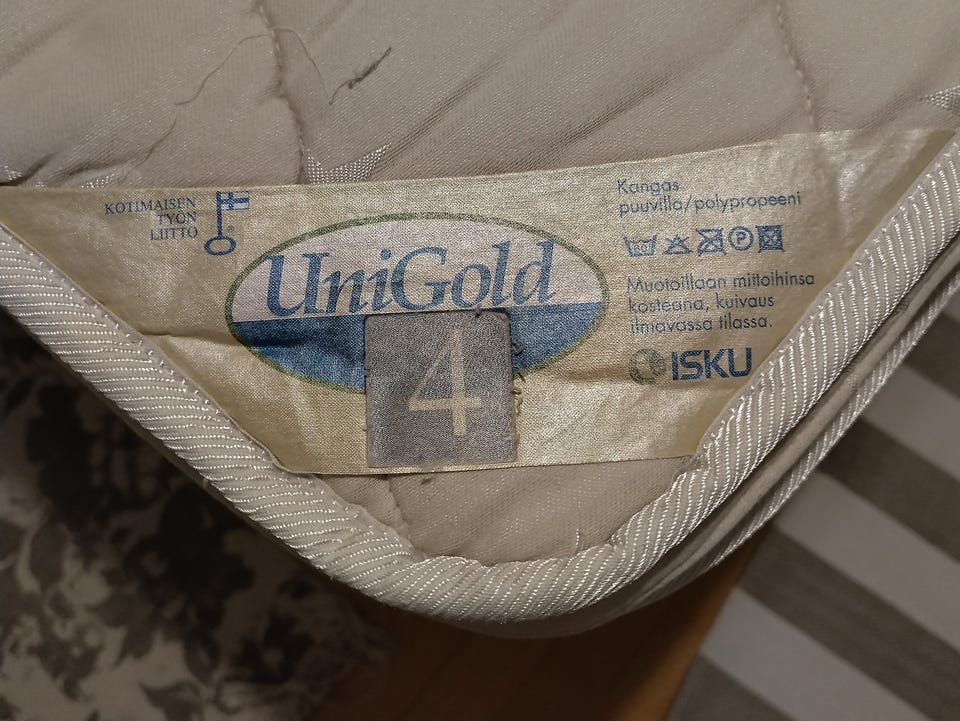 KOTIMAISEN
TYÖN
LIITTO
UniGold
4
Kangas
puuvilla/polypropeeni
Muotoillaan mittoihinsa
kosteana, kuivaus
ilmavassa tilassa.
ISKU